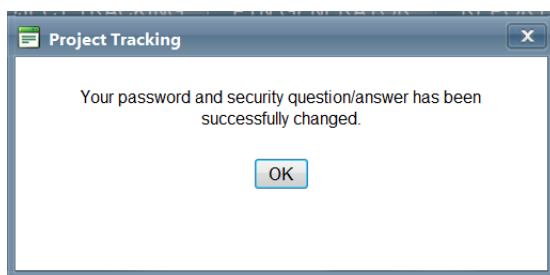 Project Tracking
Your password and security question/answer has been
successfully changed.
OK